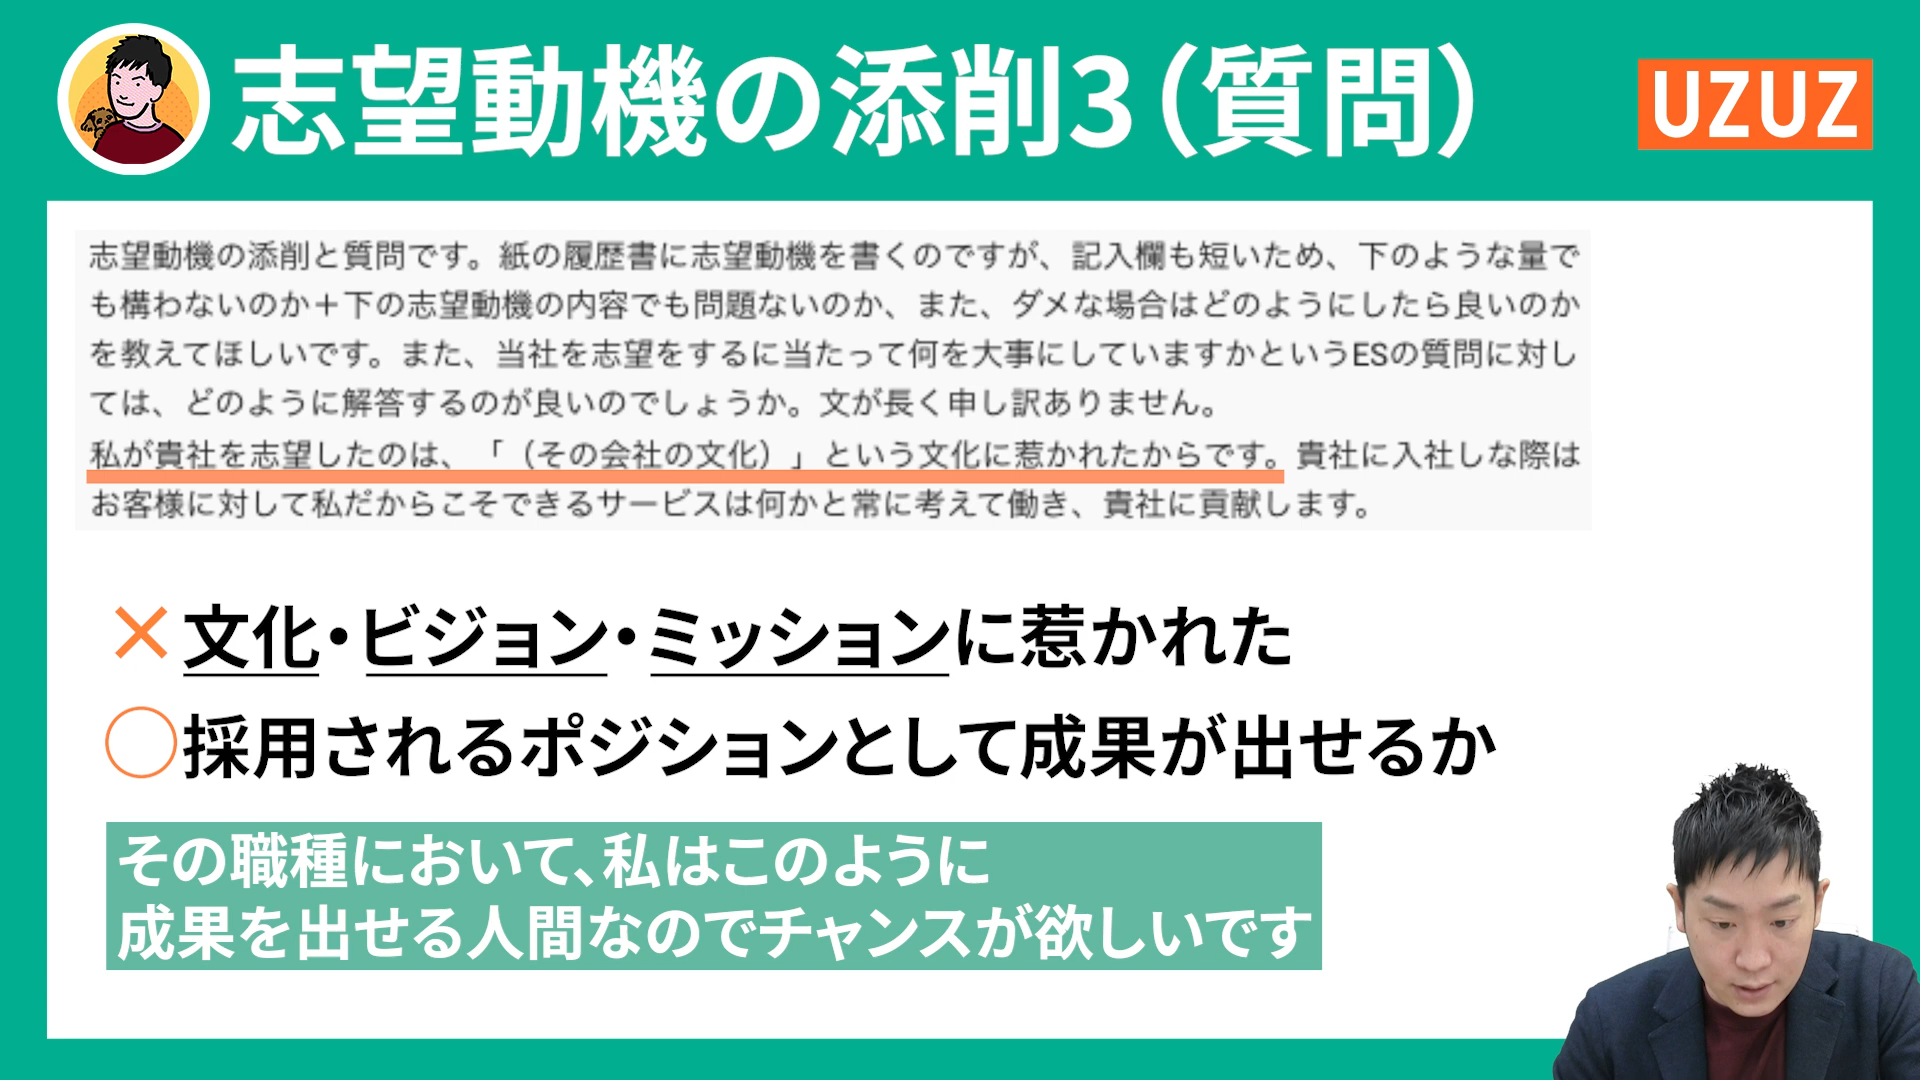 志望動機の添削3（質問）
UZUZ
志望動機の添削と質問です。紙の履歴書に志望動機を書くのですが、記入欄も短いため、下のような量で
も構わないのか＋下の志望動機の内容でも問題ないのか、また、ダメな場合はどのようにしたら良いのか
を教えてほしいです。また、当社を志望をするに当たって何を大事にしていますかというESの質問に対し
ては、どのように解答するのが良いのでしょうか。文が長く申し訳ありません。
私が貴社を志望したのは、「（その会社の文化）」という文化に惹かれたからです。貴社に入社しな際は
お客様に対して私だからこそできるサービスは何かと常に考えて働き、貴社に貢献します。
×文化・ビジョン・ミッションに惹かれた
○採用されるポジションとして成果が出せるか
その職種において、私はこのように
成果を出せる人間なのでチャンスが欲しいです